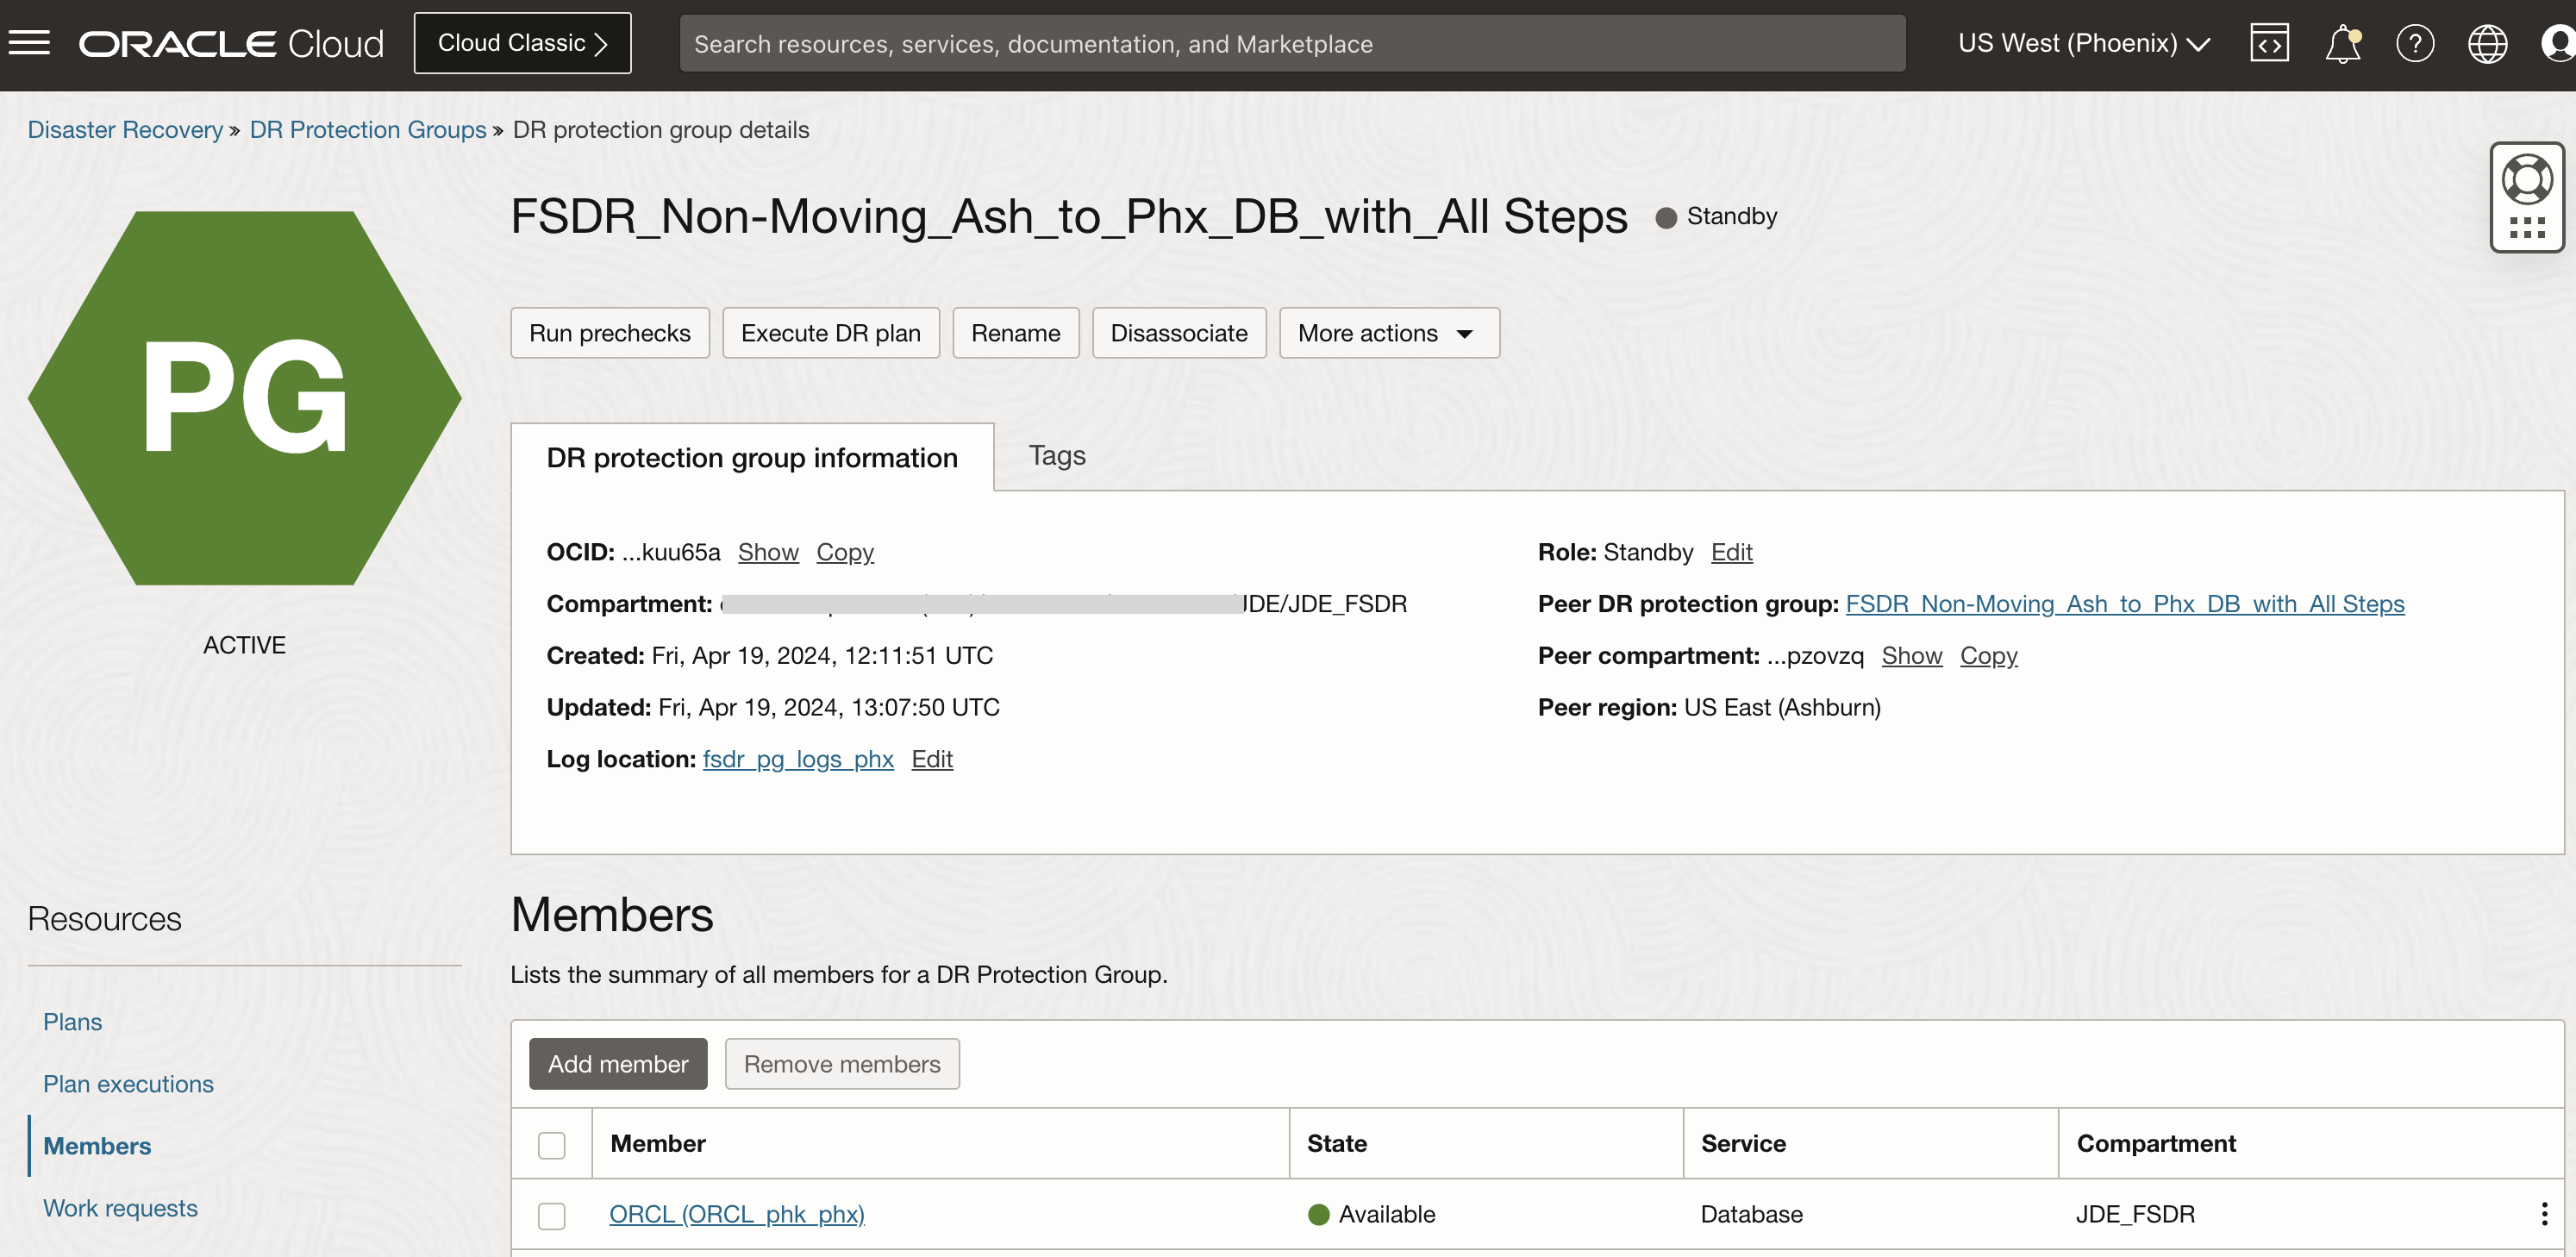 ORACLE Cloud Cloud Classic > Search resources, services, documentation, and Marketplace US West (Phoenix)
Disaster Recovery » DR Protection Groups » DR protection group details
FSDR_Non-Moving_Ash_to_Phx_DB_with_All Steps Standby
PG
ACTIVE
Run prechecks Execute DR plan Rename Disassociate More actions
DR protection group information Tags
OCID: ...kuu65a Show Copy
Compartment: JDE/JDE_FSDR
Created: Fri, Apr 19, 2024, 12:11:51 UTC
Updated: Fri, Apr 19, 2024, 13:07:50 UTC
Log location: fsdr_pg_logs_phx Edit
Role: Standby Edit
Peer DR protection group: FSDR_Non-Moving_Ash_to_Phx_DB_with_All Steps
Peer compartment: ...pzovzq Show Copy
Peer region: US East (Ashburn)
Resources
Plans
Plan executions
Members
Work requests
Members
Lists the summary of all members for a DR Protection Group.
Add member Remove members
Member State Service Compartment
ORCL (ORCL_phk_phx) Available Database JDE_FSDR